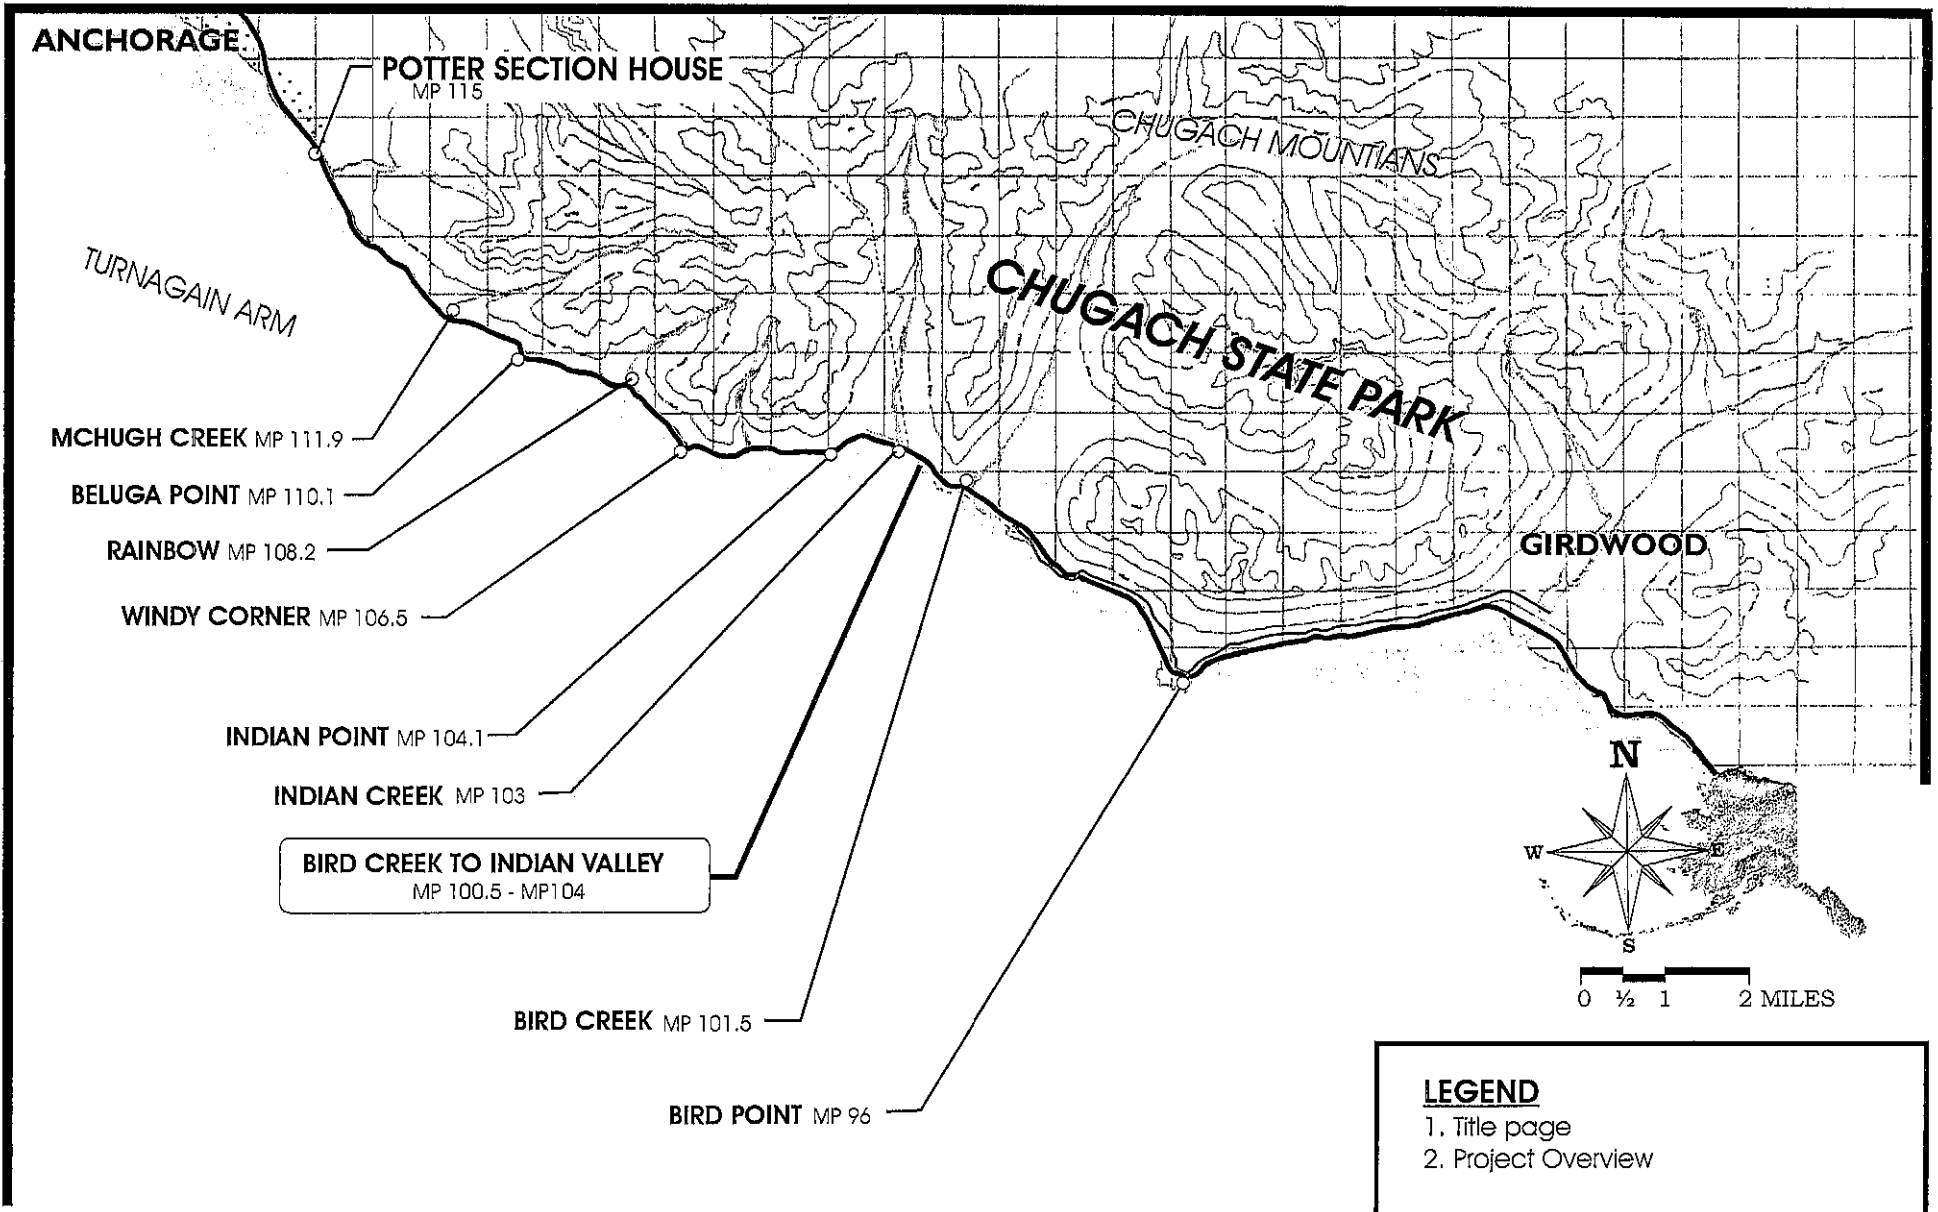 ANCHORAGE
POTTER SECTION HOUSE
MP 115
CHUGACH MOUNTIANS
TURNAGAIN ARM
CHUGACH STATE PARK
MCHUGH CREEK MP 111.9
BELUGA POINT MP 110.1
RAINBOW MP 108.2
GIRDWOOD
WINDY CORNER MP 106.5
INDIAN POINT MP 104.1
INDIAN CREEK MP 103
BIRD CREEK TO INDIAN VALLEY
MP 100.5 - MP104
BIRD CREEK MP 101.5
BIRD POINT MP 96
N
W E
S
0 ½ 1 2 MILES
LEGEND
1. Title page
2. Project Overview